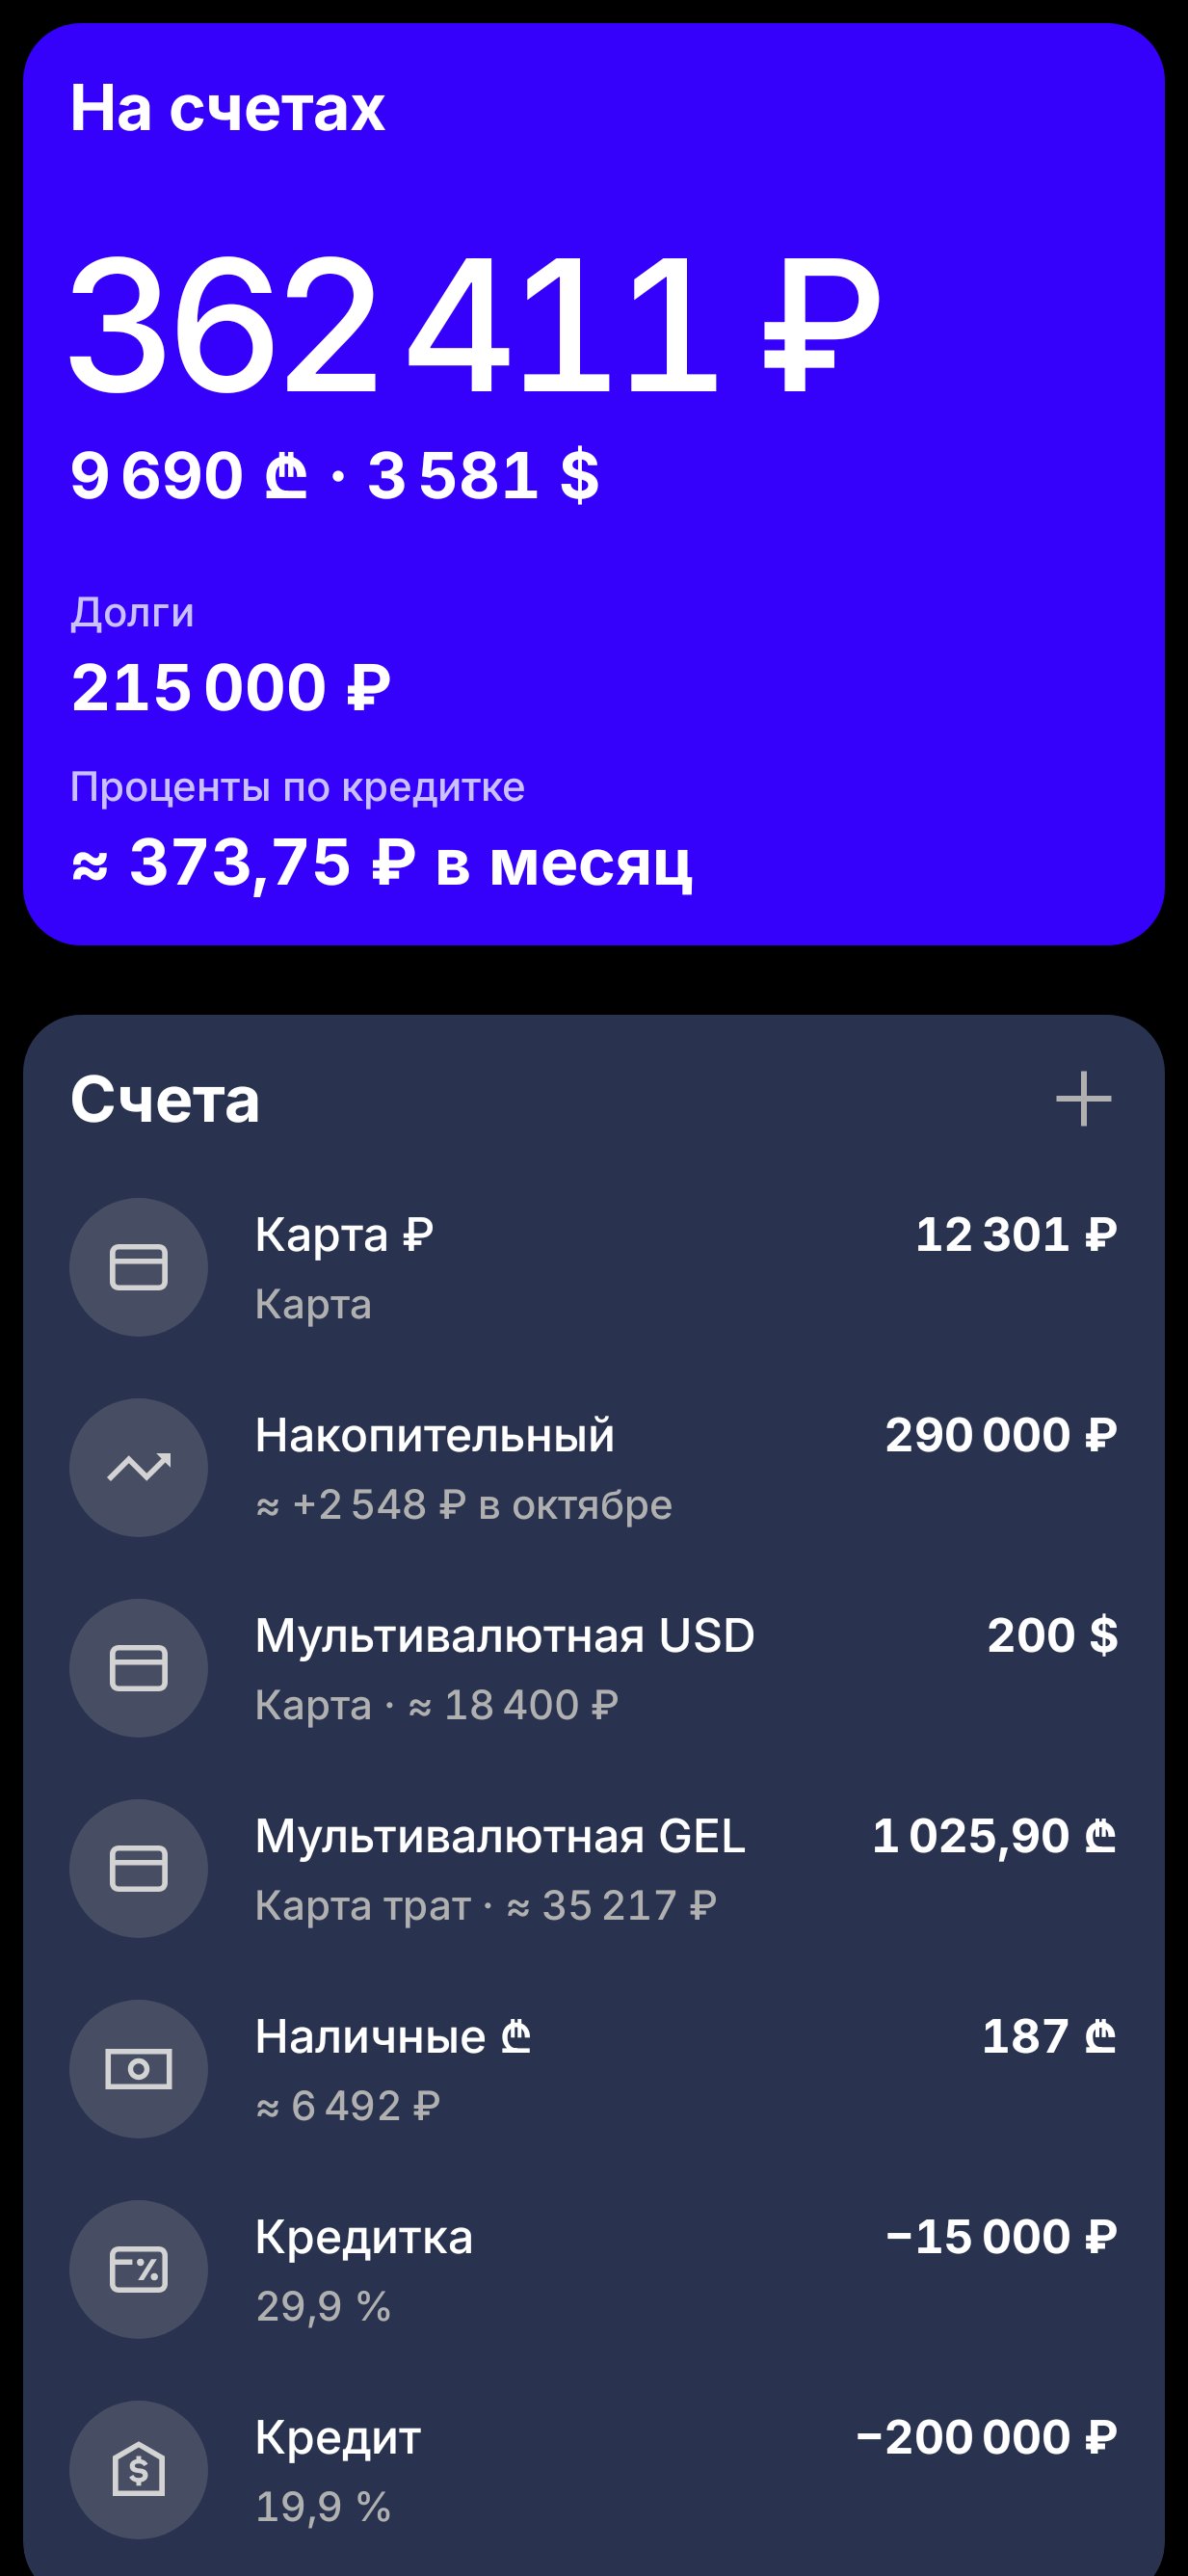 На счетах
362 411 ₽
9 690 ₾ · 3 581 $
Долги
215 000 ₽
Проценты по кредитке
≈ 373,75 ₽ в месяц
Счета
Карта ₽ 12 301 ₽
Карта
Накопительный 290 000 ₽
≈ +2 548 ₽ в октябре
Мультивалютная USD 200 $
Карта · ≈ 18 400 ₽
Мультивалютная GEL 1 025,90 ₾
Карта трат · ≈ 35 217 ₽
Наличные ₾ 187 ₾
≈ 6 492 ₽
Кредитка −15 000 ₽
29,9 %
Кредит −200 000 ₽
19,9 %